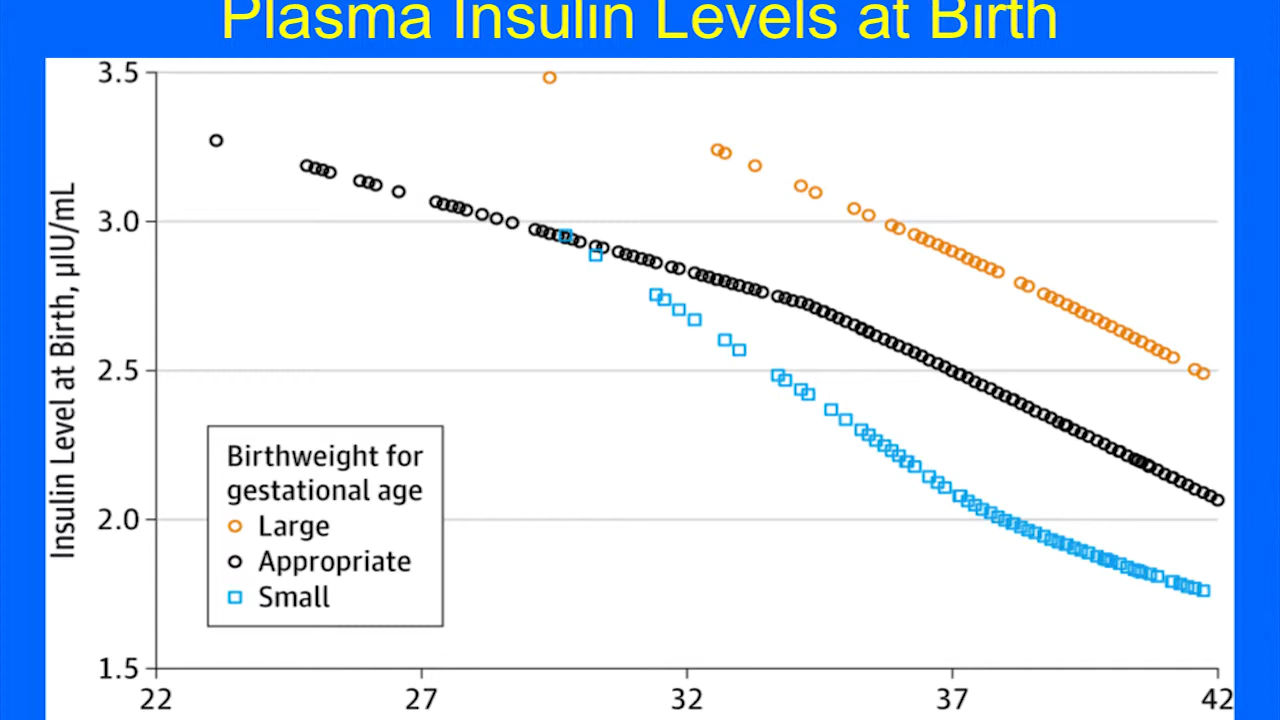 Plasma Insulin Levels at Birth
3.5
3.0
2.5
2.0
1.5
Insulin Level at Birth, µIU/mL
Birthweight for
gestational age
Large
Appropriate
Small
22 27 32 37 42